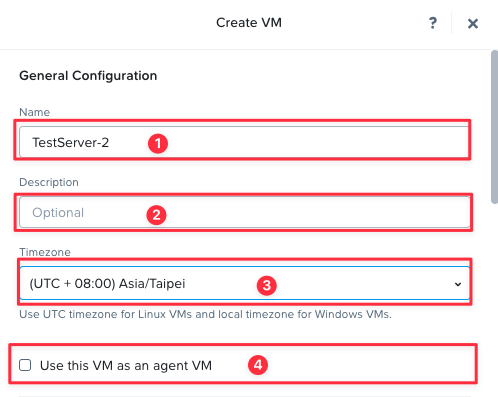 Create VM ? ×
General Configuration
Name
TestServer-2 1
Description
Optional 2
Timezone
(UTC + 08:00) Asia/Taipei 3
Use UTC timezone for Linux VMs and local timezone for Windows VMs.
Use this VM as an agent VM 4